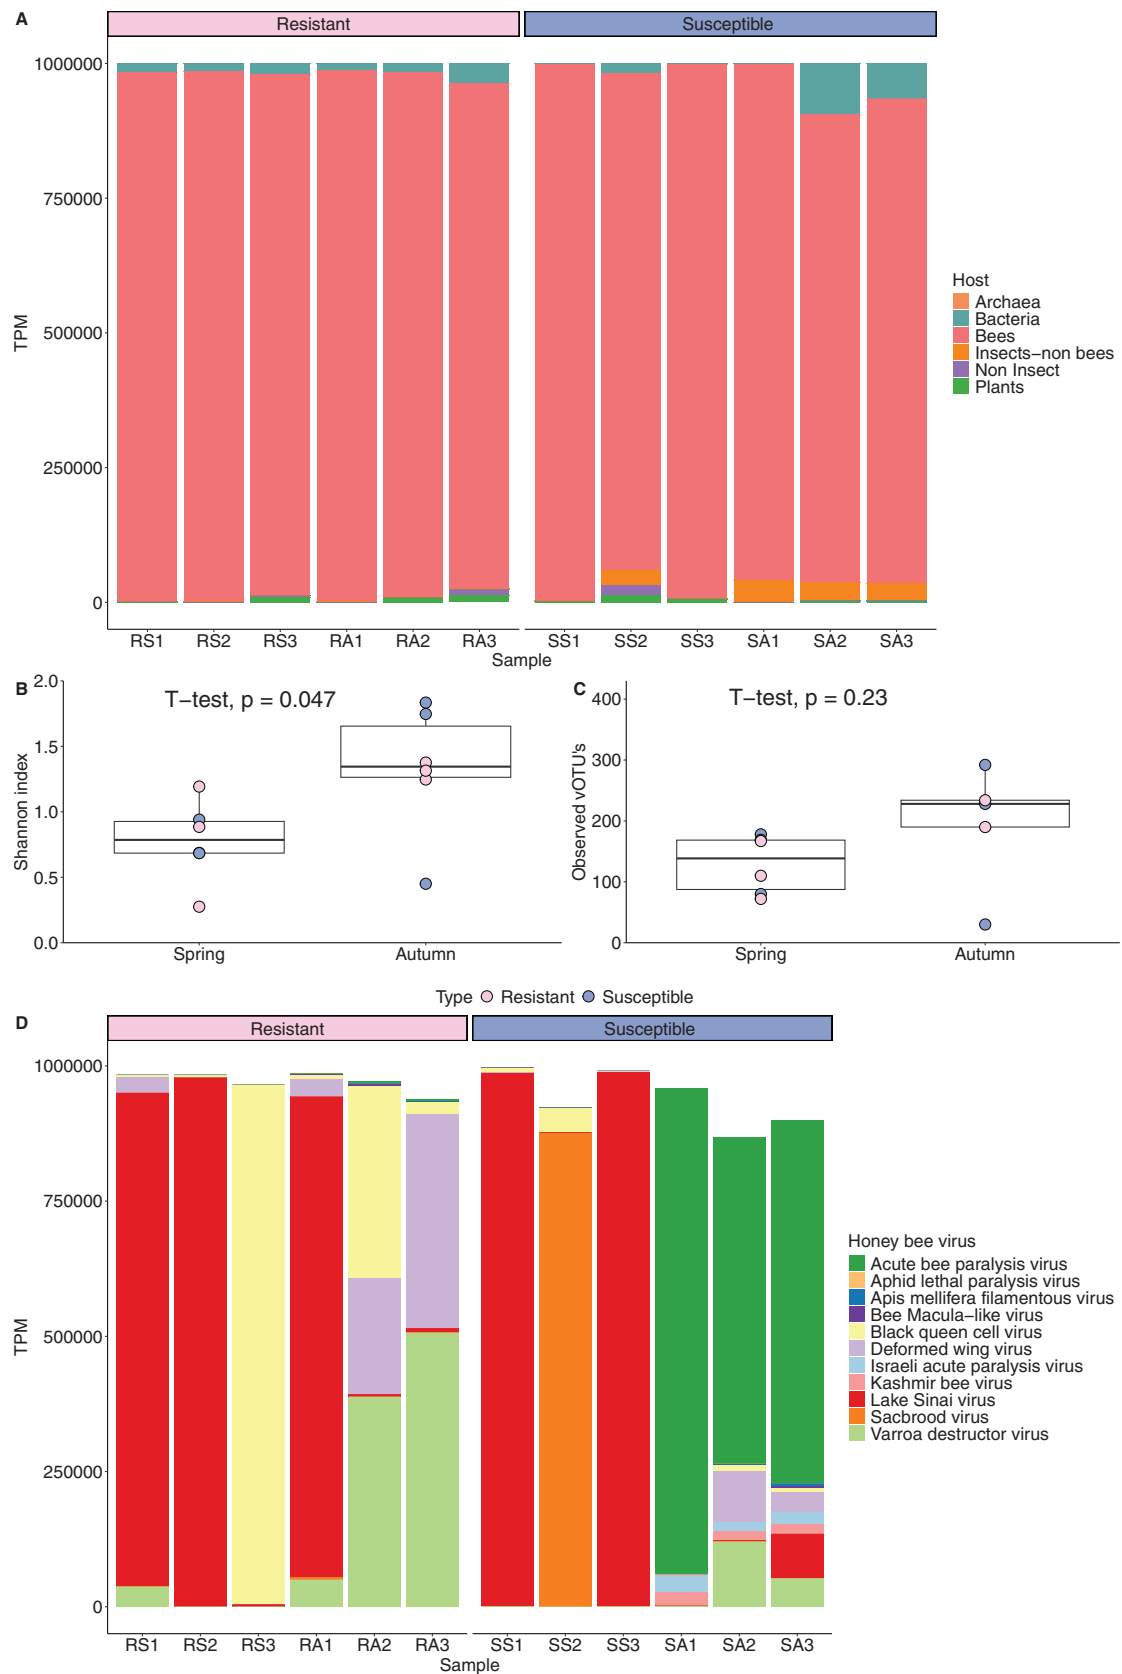 A
Resistant
Susceptible
1000000
750000
500000
250000
0
TPM
RS1 RS2 RS3 RA1 RA2 RA3 SS1 SS2 SS3 SA1 SA2 SA3
Sample
Host
Archaea
Bacteria
Bees
Insects−non bees
Non Insect
Plants
B
T−test, p = 0.047
2.0
1.5
1.0
0.5
0.0
Shannon index
Spring Autumn
C
T−test, p = 0.23
400
300
200
100
0
Observed vOTU's
Spring Autumn
Type Resistant Susceptible
D
Resistant
Susceptible
1000000
750000
500000
250000
0
TPM
RS1 RS2 RS3 RA1 RA2 RA3 SS1 SS2 SS3 SA1 SA2 SA3
Sample
Honey bee virus
Acute bee paralysis virus
Aphid lethal paralysis virus
Apis mellifera filamentous virus
Bee Macula−like virus
Black queen cell virus
Deformed wing virus
Israeli acute paralysis virus
Kashmir bee virus
Lake Sinai virus
Sacbrood virus
Varroa destructor virus